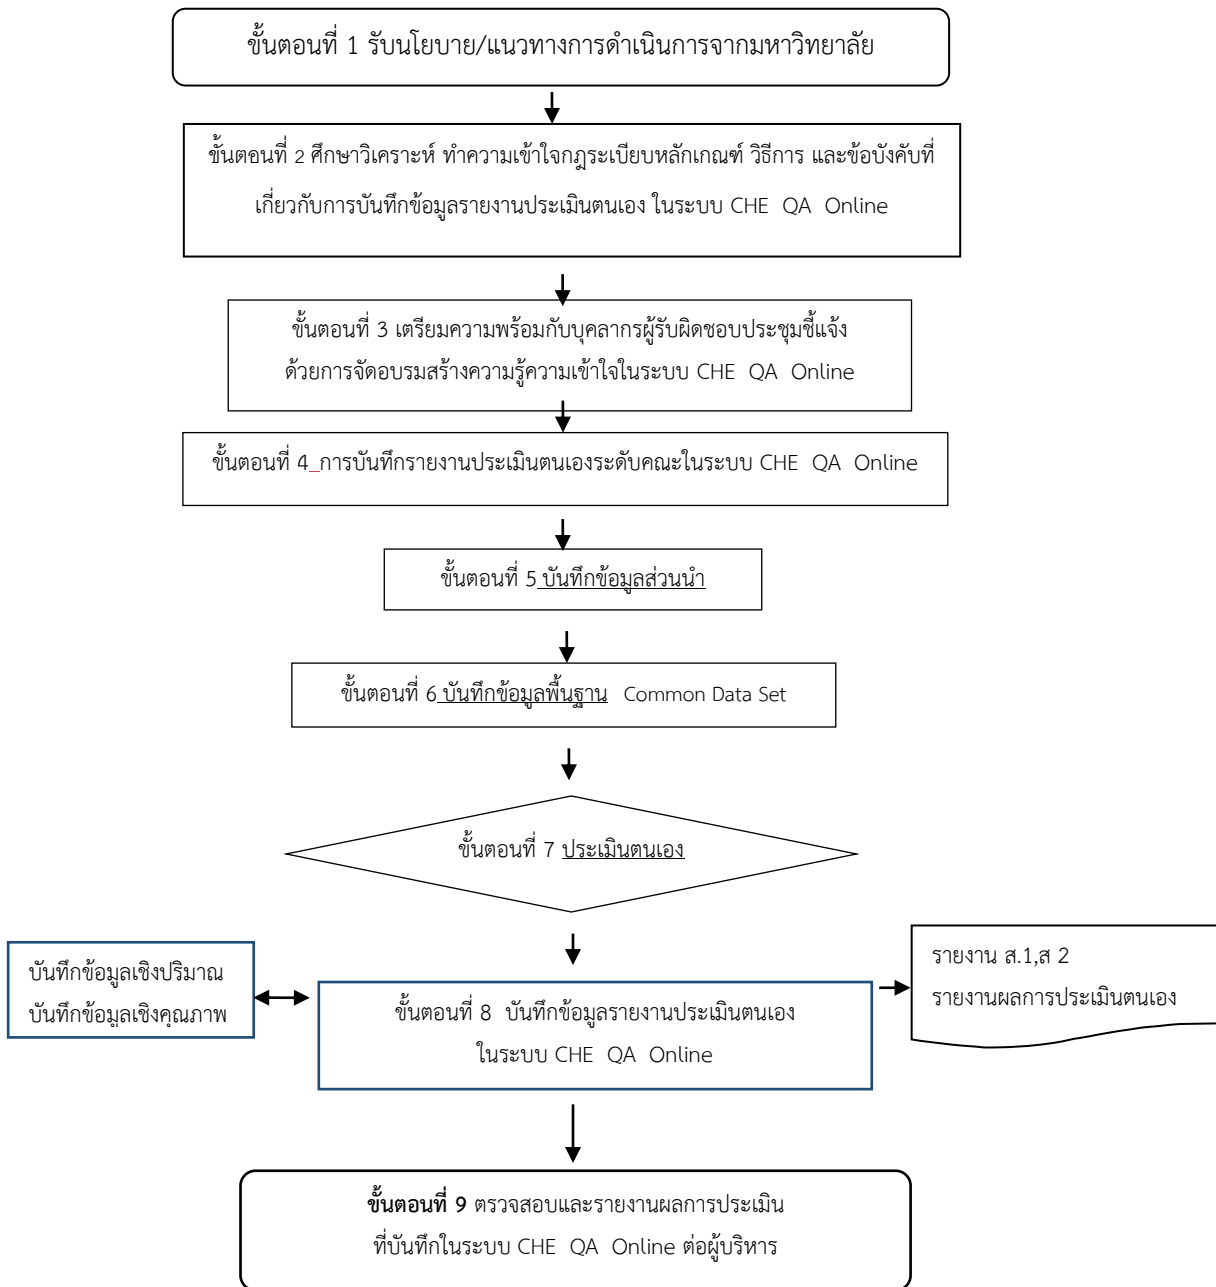 ขั้นตอนที่ 1 รับนโยบาย/แนวทางการดำเนินการจากมหาวิทยาลัย
ขั้นตอนที่ 2 ศึกษาวิเคราะห์ ทำความเข้าใจกฎระเบียบหลักเกณฑ์ วิธีการ และข้อบังคับที่
เกี่ยวกับการบันทึกข้อมูลรายงานประเมินตนเอง ในระบบ CHE QA Online
ขั้นตอนที่ 3 เตรียมความพร้อมกับบุคลากรผู้รับผิดชอบประชุมชี้แจ้ง
ด้วยการจัดอบรมสร้างความรู้ความเข้าใจในระบบ CHE QA Online
ขั้นตอนที่ 4_การบันทึกรายงานประเมินตนเองระดับคณะในระบบ CHE QA Online
ขั้นตอนที่ 5 บันทึกข้อมูลส่วนนำ
ขั้นตอนที่ 6 บันทึกข้อมูลพื้นฐาน Common Data Set
ขั้นตอนที่ 7 ประเมินตนเอง
บันทึกข้อมูลเชิงปริมาณ
บันทึกข้อมูลเชิงคุณภาพ
ขั้นตอนที่ 8 บันทึกข้อมูลรายงานประเมินตนเอง
ในระบบ CHE QA Online
รายงาน ส.1,ส 2
รายงานผลการประเมินตนเอง
ขั้นตอนที่ 9 ตรวจสอบและรายงานผลการประเมิน
ที่บันทึกในระบบ CHE QA Online ต่อผู้บริหาร